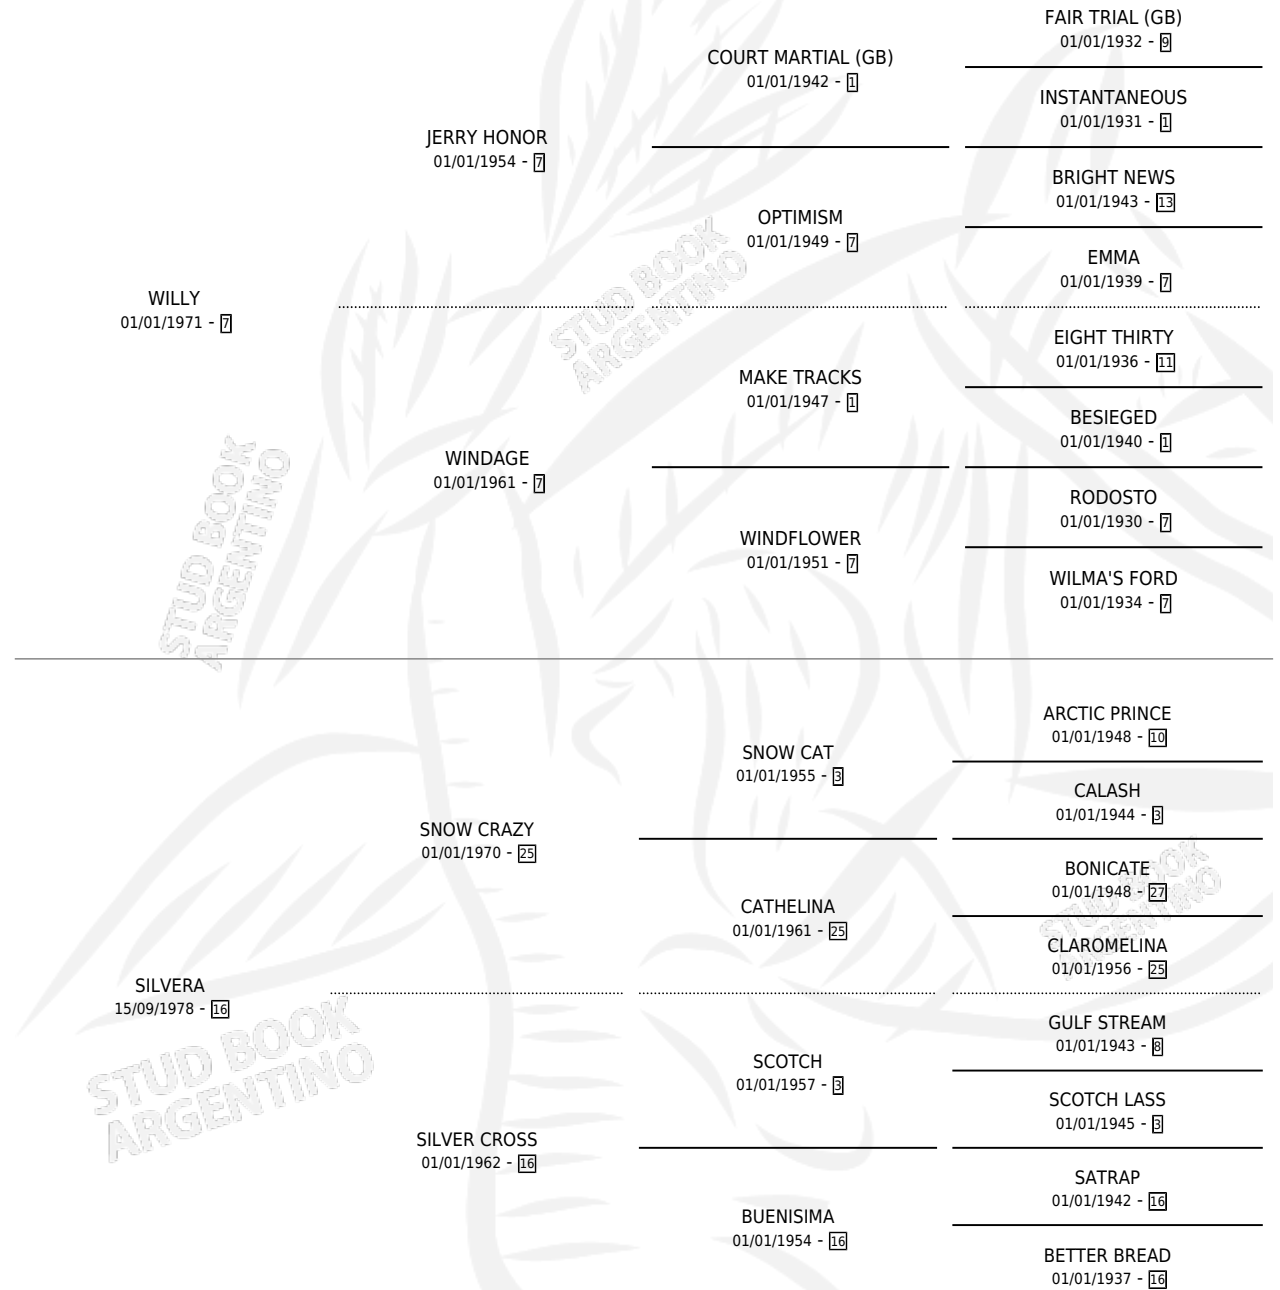 FAIR TRIAL (GB)
01/01/1932 - 9
COURT MARTIAL (GB)
01/01/1942 - 1
INSTANTANEOUS
01/01/1931 - 1
JERRY HONOR
01/01/1954 - 7
BRIGHT NEWS
01/01/1943 - 13
OPTIMISM
01/01/1949 - 7
EMMA
01/01/1939 - 7
WILLY
01/01/1971 - 7
EIGHT THIRTY
01/01/1936 - 11
MAKE TRACKS
01/01/1947 - 1
BESIEGED
01/01/1940 - 1
WINDAGE
01/01/1961 - 7
RODOSTO
01/01/1930 - 7
WINDFLOWER
01/01/1951 - 7
WILMA'S FORD
01/01/1934 - 7
ARCTIC PRINCE
01/01/1948 - 10
SNOW CAT
01/01/1955 - 3
CALASH
01/01/1944 - 3
SNOW CRAZY
01/01/1970 - 25
BONICATE
01/01/1948 - 27
CATHELINA
01/01/1961 - 25
CLAROMELINA
01/01/1956 - 25
SILVERA
15/09/1978 - 16
GULF STREAM
01/01/1943 - 8
SCOTCH
01/01/1957 - 3
SCOTCH LASS
01/01/1945 - 3
SILVER CROSS
01/01/1962 - 16
SATRAP
01/01/1942 - 16
BUENISIMA
01/01/1954 - 16
BETTER BREAD
01/01/1937 - 16
STUD BOOK
ARGENTINO
STUD BOOK
ARGENTINO
STUD BOOK
ARGENTINO
STUD BOOK
ARGENTINO